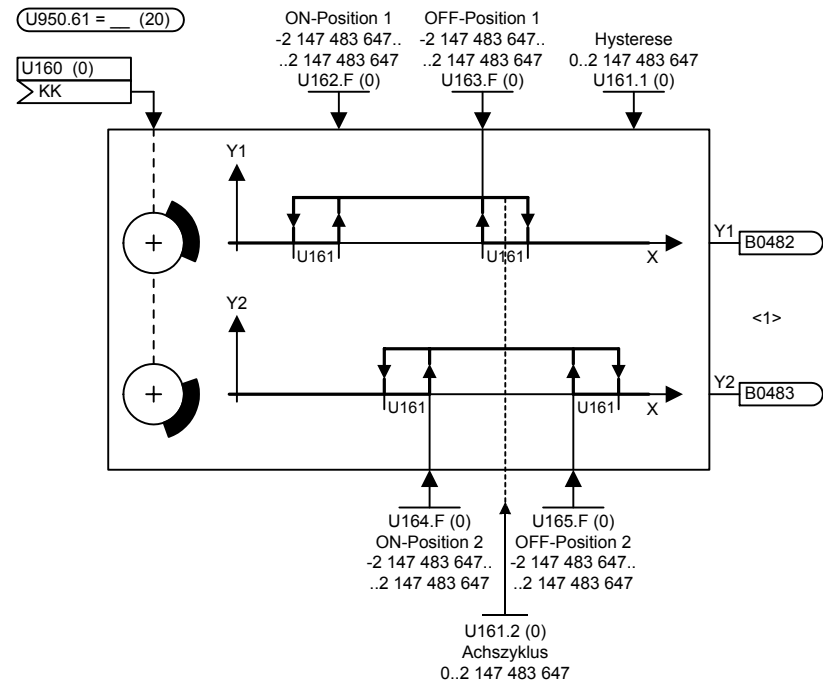 U950.61 = __ (20)
ON-Position 1
-2 147 483 647..
..2 147 483 647
U162.F (0)
OFF-Position 1
-2 147 483 647..
..2 147 483 647
U163.F (0)
Hysterese
0..2 147 483 647
U161.1 (0)
U160 (0)
KK
Y1
U161
U161
X
Y1
B0482
<1>
Y2
U161
U161
X
Y2
B0483
U164.F (0)
ON-Position 2
-2 147 483 647..
..2 147 483 647
U165.F (0)
OFF-Position 2
-2 147 483 647..
..2 147 483 647
U161.2 (0)
Achszyklus
0..2 147 483 647